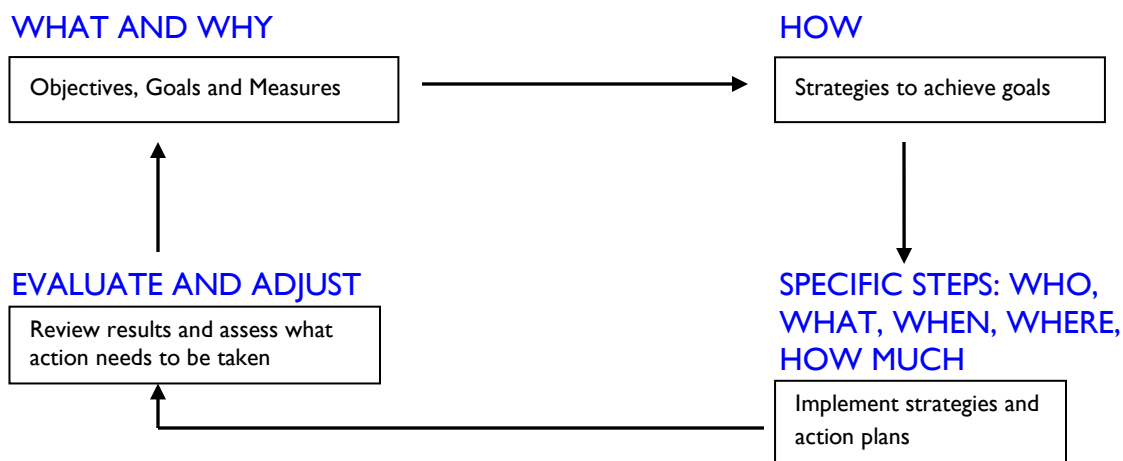 WHAT AND WHY
Objectives, Goals and Measures
HOW
Strategies to achieve goals
EVALUATE AND ADJUST
Review results and assess what
action needs to be taken
SPECIFIC STEPS: WHO,
WHAT, WHEN, WHERE,
HOW MUCH
Implement strategies and
action plans